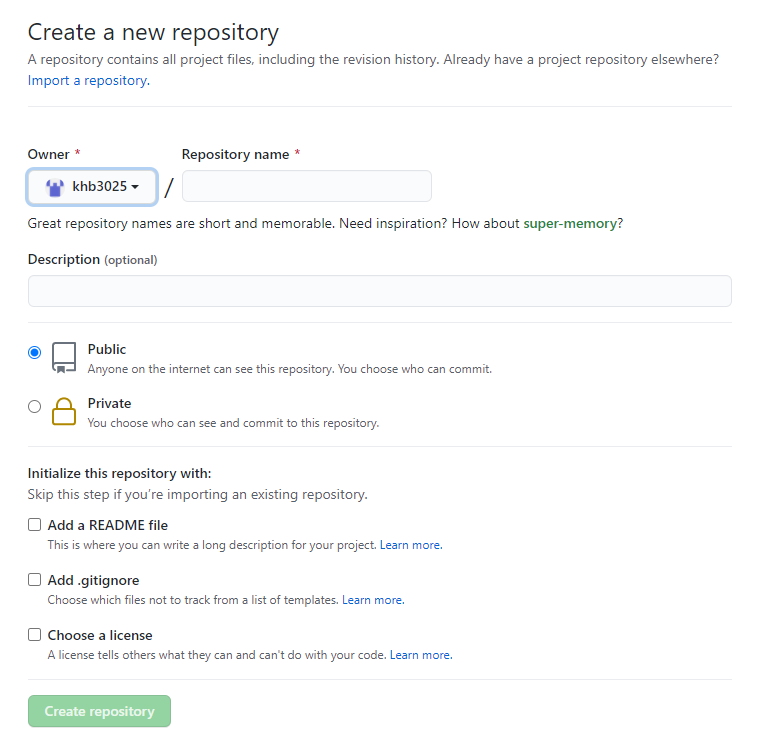 Create a new repository
A repository contains all project files, including the revision history. Already have a project repository elsewhere?
Import a repository.
Owner * Repository name *
khb3025 /
Great repository names are short and memorable. Need inspiration? How about super-memory?
Description (optional)
Public
Anyone on the internet can see this repository. You choose who can commit.
Private
You choose who can see and commit to this repository.
Initialize this repository with:
Skip this step if you’re importing an existing repository.
Add a README file
This is where you can write a long description for your project. Learn more.
Add .gitignore
Choose which files not to track from a list of templates. Learn more.
Choose a license
A license tells others what they can and can't do with your code. Learn more.
Create repository